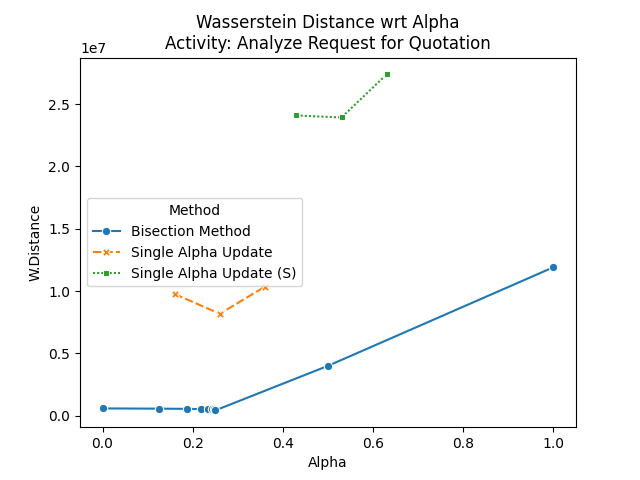 Wasserstein Distance wrt Alpha
Activity: Analyze Request for Quotation
1e7
2.5
2.0
1.5
1.0
0.5
0.0
W.Distance
Method
Bisection Method
Single Alpha Update
Single Alpha Update (S)
0.0 0.2 0.4 0.6 0.8 1.0
Alpha